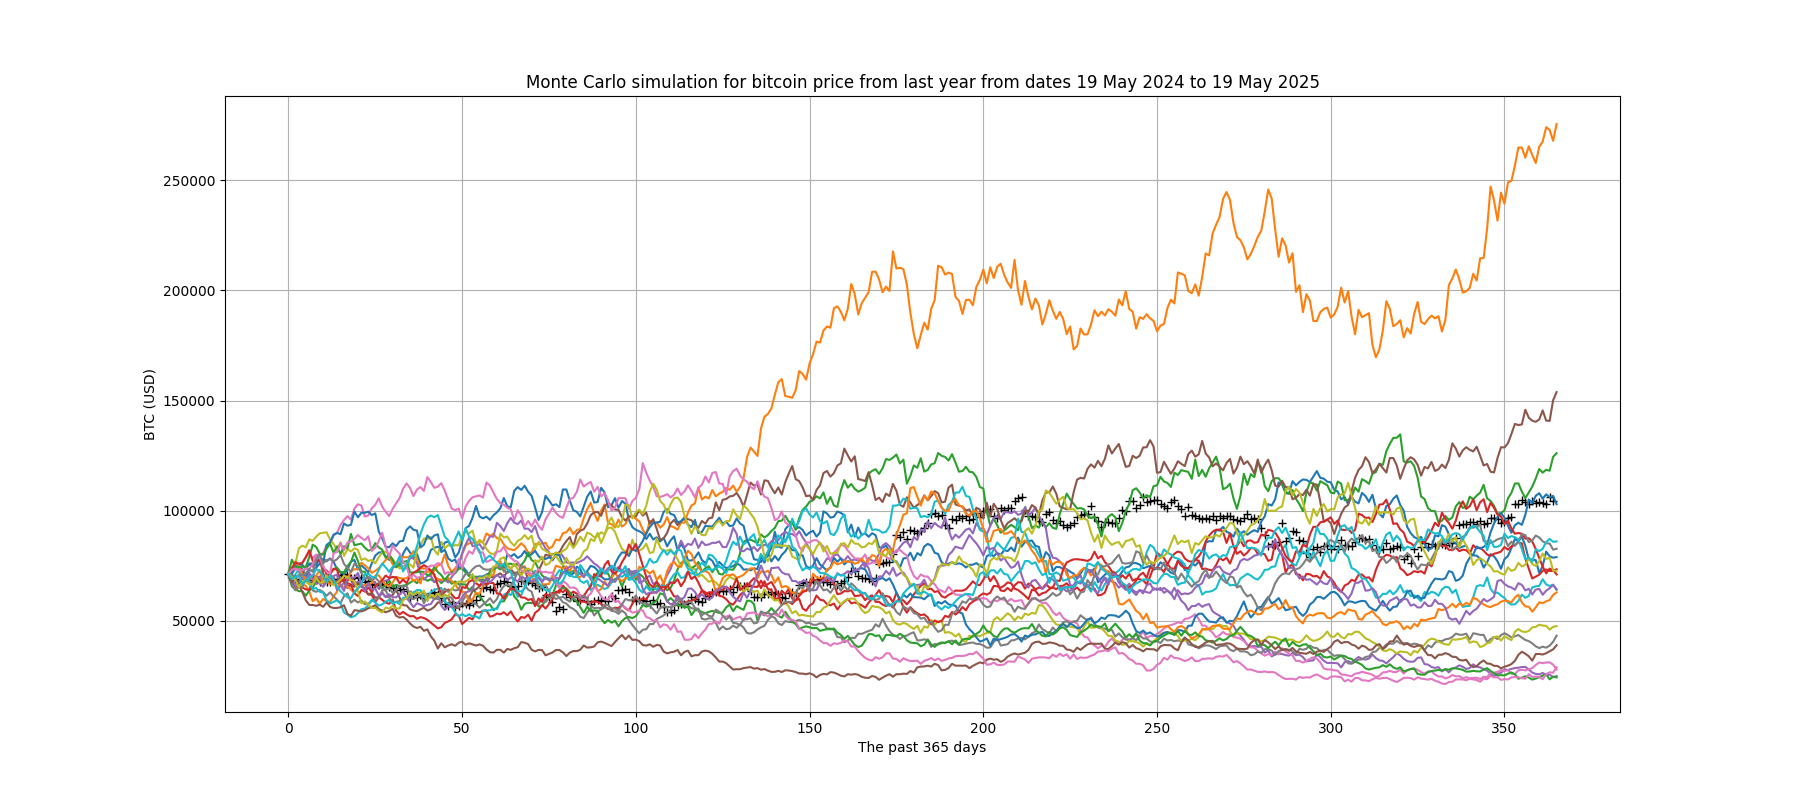 Monte Carlo simulation for bitcoin price from last year from dates 19 May 2024 to 19 May 2025
250000
200000
150000
100000
50000
BTC (USD)
0 50 100 150 200 250 300 350
The past 365 days